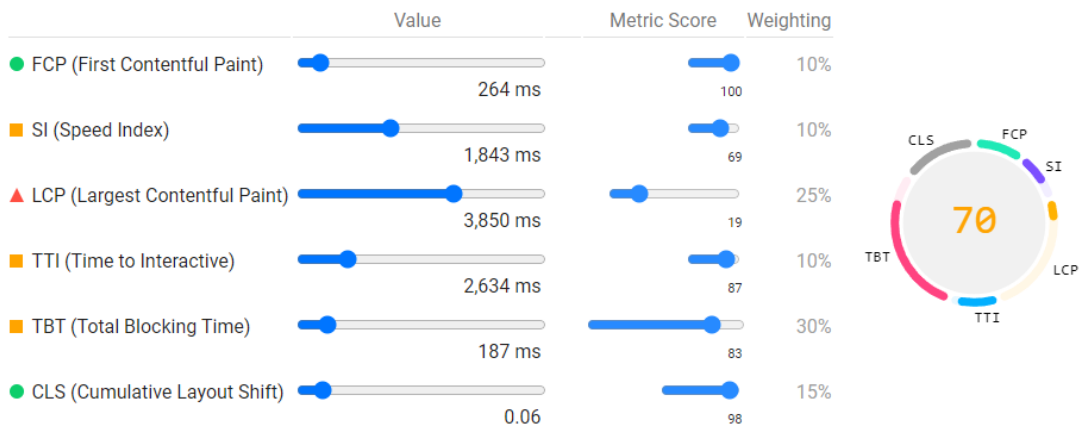 Value Metric Score Weighting
FCP (First Contentful Paint) 10%
264 ms 100
SI (Speed Index) 10%
1,843 ms 69
LCP (Largest Contentful Paint) 25%
3,850 ms 19
TTI (Time to Interactive) 10%
2,634 ms 87
TBT (Total Blocking Time) 30%
187 ms 83
CLS (Cumulative Layout Shift) 15%
0.06 98
CLS FCP
SI
70
TBT LCP
TTI